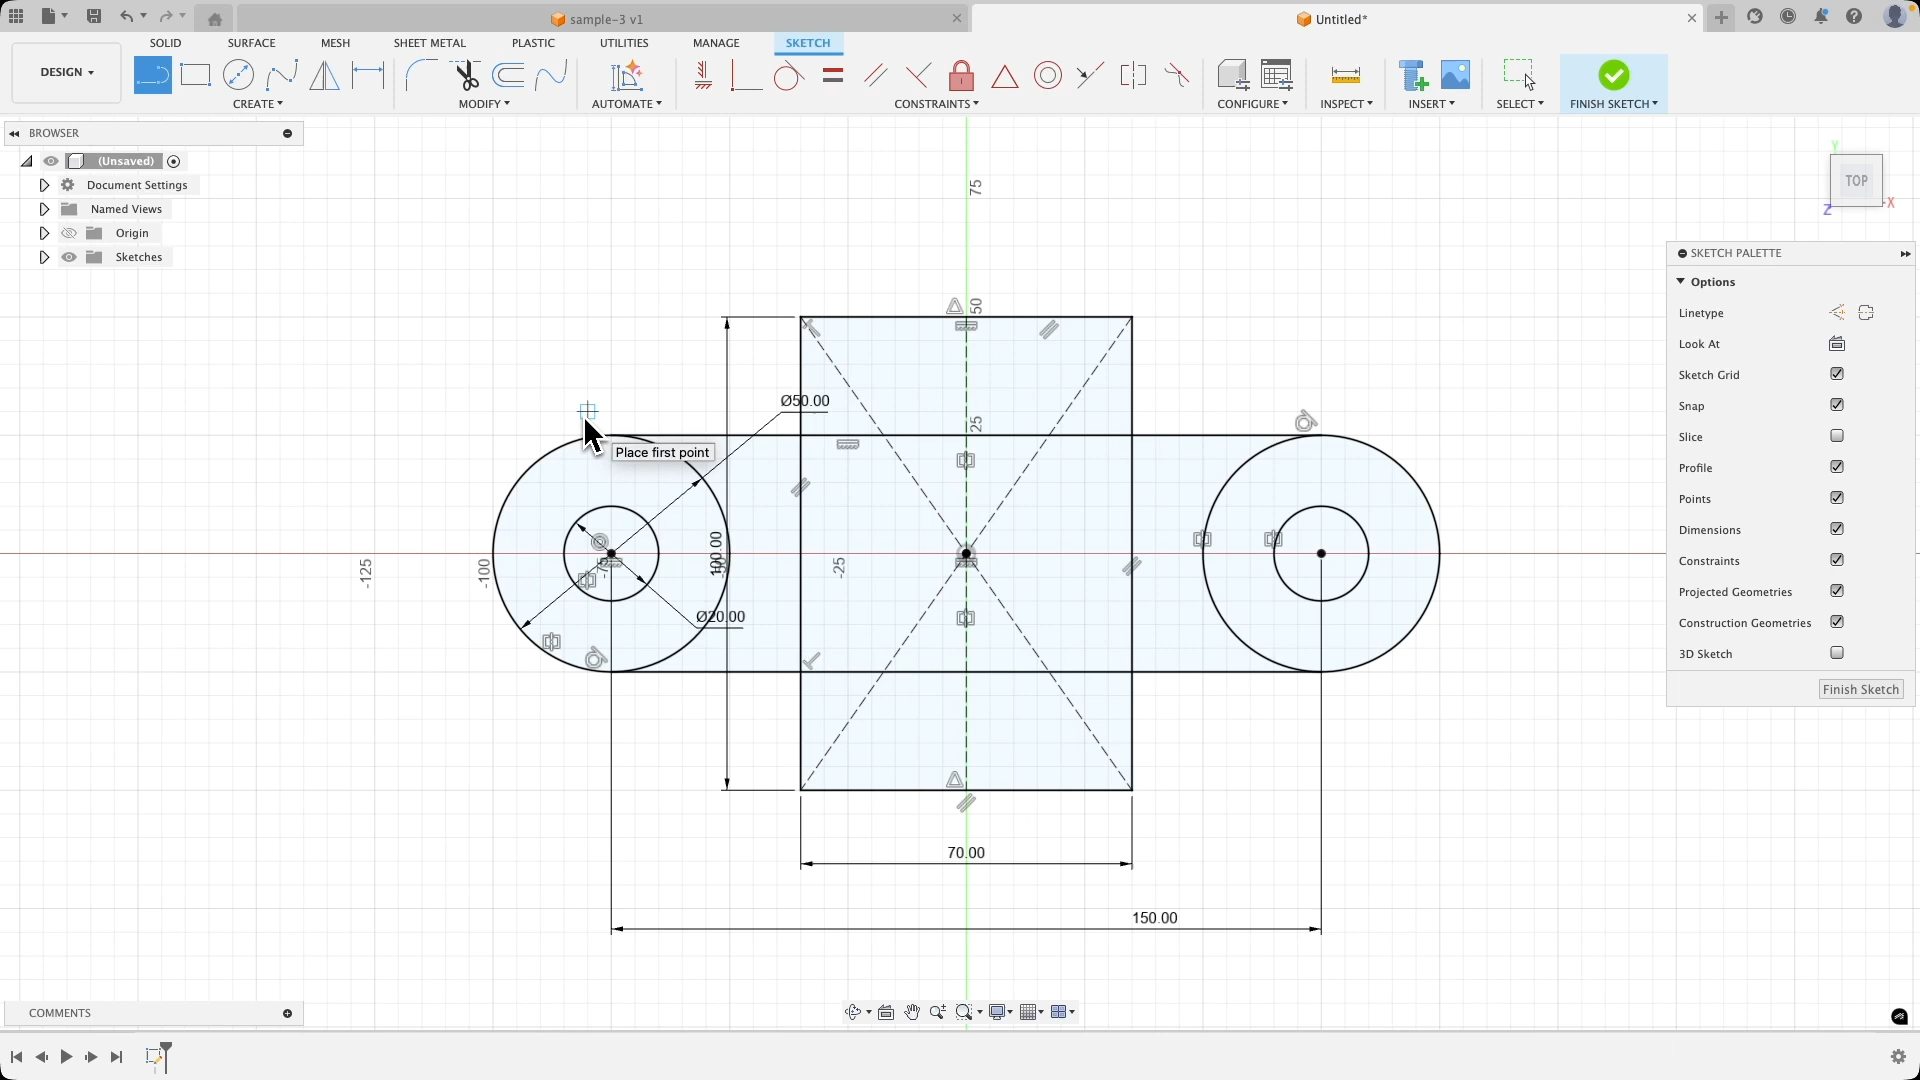 sample-3 v1
Untitled*
SOLID
SURFACE
MESH
SHEET METAL
PLASTIC
UTILITIES
MANAGE
SKETCH
DESIGN
CREATE
MODIFY
AUTOMATE
CONSTRAINTS
CONFIGURE
INSPECT
INSERT
SELECT
FINISH SKETCH
BROWSER
(Unsaved)
Document Settings
Named Views
Origin
Sketches
75
50
25
-125
-100
-75
-50
-25
Ø50.00
Place first point
100.00
Ø20.00
70.00
150.00
Y
TOP
X
Z
SKETCH PALETTE
Options
Linetype
Look At
Sketch Grid
Snap
Slice
Profile
Points
Dimensions
Constraints
Projected Geometries
Construction Geometries
3D Sketch
Finish Sketch
COMMENTS